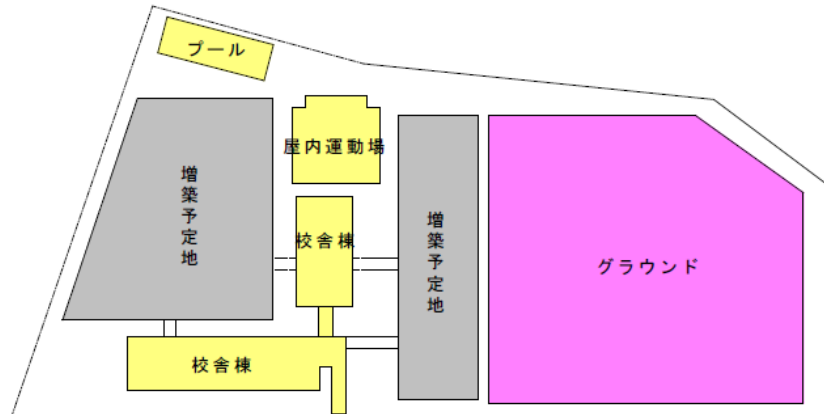 プール
屋内運動場
増築予定地
校舎棟
増築予定地
グラウンド
校舎棟